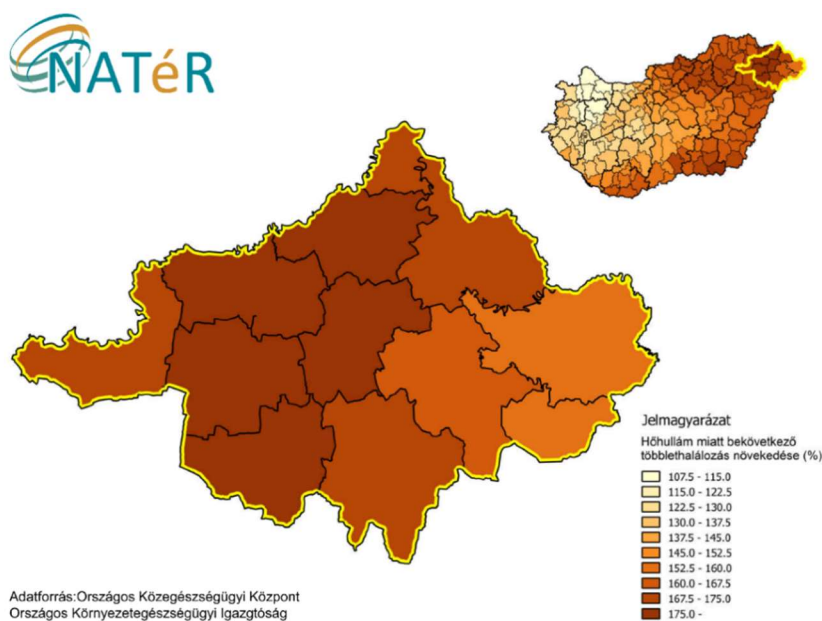 NATéR
Jelmagyarázat
Hőhullám miatt bekövetkező
többlethalálozás növekedése (%)
107.5 - 115.0
115.0 - 122.5
122.5 - 130.0
130.0 - 137.5
137.5 - 145.0
145.0 - 152.5
152.5 - 160.0
160.0 - 167.5
167.5 - 175.0
175.0 -
Adatforrás:Országos Közegészségügyi Központ
Országos Környezetegészségügyi Igazgtóság